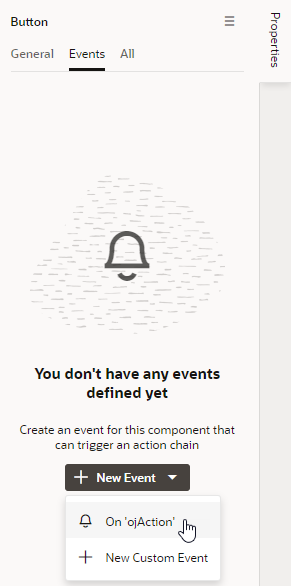 Button
Properties
General Events All
You don't have any events
defined yet
Create an event for this component that
can trigger an action chain
New Event
On 'ojAction'
New Custom Event